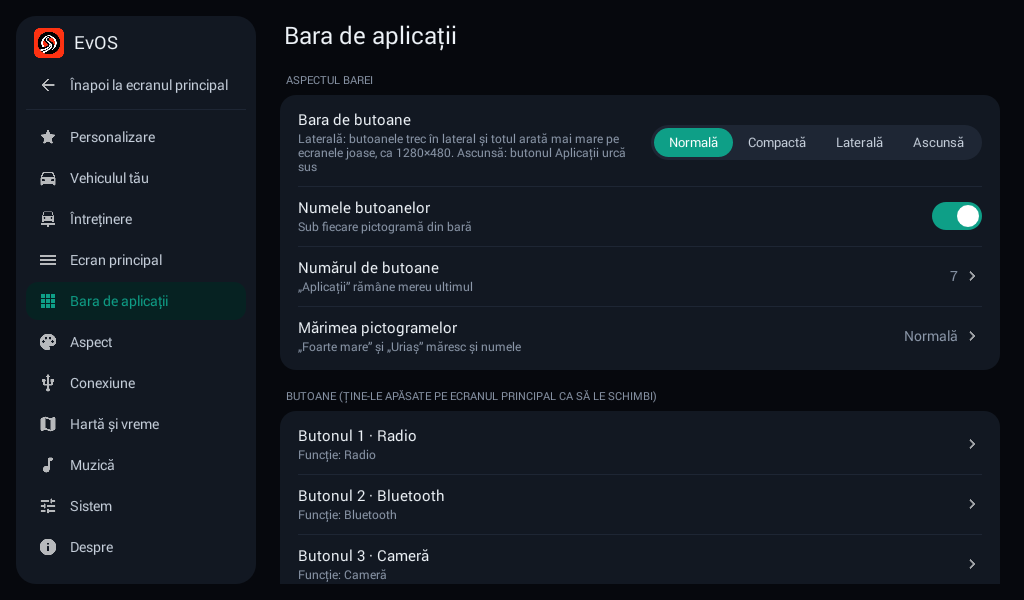 EvOS
Înapoi la ecranul principal
Personalizare
Vehiculul tău
Întreținere
Ecran principal
Bara de aplicații
Aspect
Conexiune
Hartă și vreme
Muzică
Sistem
Despre
Bara de aplicații
ASPECTUL BAREI
Bara de butoane
Laterală: butoanele trec în lateral și totul arată mai mare pe
ecranele joase, ca 1280×480. Ascunsă: butonul Aplicații urcă
sus
Normală
Compactă
Laterală
Ascunsă
Numele butoanelor
Sub fiecare pictogramă din bară
Numărul de butoane
„Aplicații” rămâne mereu ultimul
7
Mărimea pictogramelor
„Foarte mare” și „Uriaș” măresc și numele
Normală
BUTOANE (ȚINE-LE APĂSATE PE ECRANUL PRINCIPAL CA SĂ LE SCHIMBI)
Butonul 1 · Radio
Funcție: Radio
Butonul 2 · Bluetooth
Funcție: Bluetooth
Butonul 3 · Cameră
Funcție: Cameră